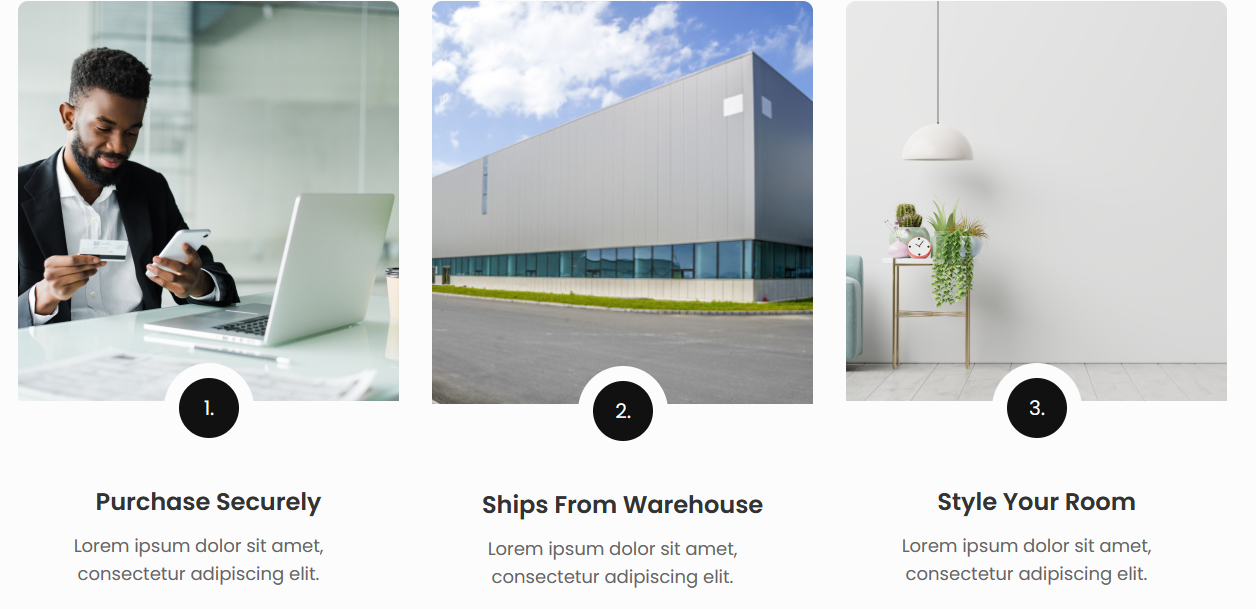 1.
Purchase Securely
Lorem ipsum dolor sit amet,
consectetur adipiscing elit.
2.
Ships From Warehouse
Lorem ipsum dolor sit amet,
consectetur adipiscing elit.
3.
Style Your Room
Lorem ipsum dolor sit amet,
consectetur adipiscing elit.